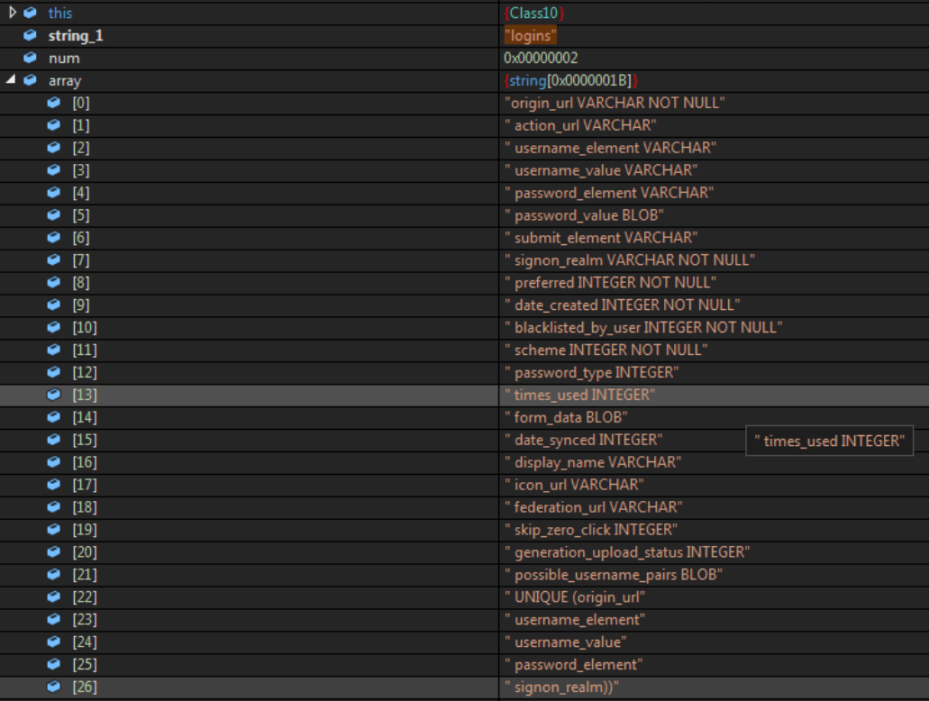 this {Class10}
string_1 "logins"
num 0x00000002
array {string[0x0000001B]}
[0] "origin_url VARCHAR NOT NULL"
[1] " action_url VARCHAR"
[2] " username_element VARCHAR"
[3] " username_value VARCHAR"
[4] " password_element VARCHAR"
[5] " password_value BLOB"
[6] " submit_element VARCHAR"
[7] " signon_realm VARCHAR NOT NULL"
[8] " preferred INTEGER NOT NULL"
[9] " date_created INTEGER NOT NULL"
[10] " blacklisted_by_user INTEGER NOT NULL"
[11] " scheme INTEGER NOT NULL"
[12] " password_type INTEGER"
[13] " times_used INTEGER"
[14] " form_data BLOB"
[15] " date_synced INTEGER" " times_used INTEGER"
[16] " display_name VARCHAR"
[17] " icon_url VARCHAR"
[18] " federation_url VARCHAR"
[19] " skip_zero_click INTEGER"
[20] " generation_upload_status INTEGER"
[21] " possible_username_pairs BLOB"
[22] " UNIQUE (origin_url"
[23] " username_element"
[24] " username_value"
[25] " password_element"
[26] " signon_realm))"